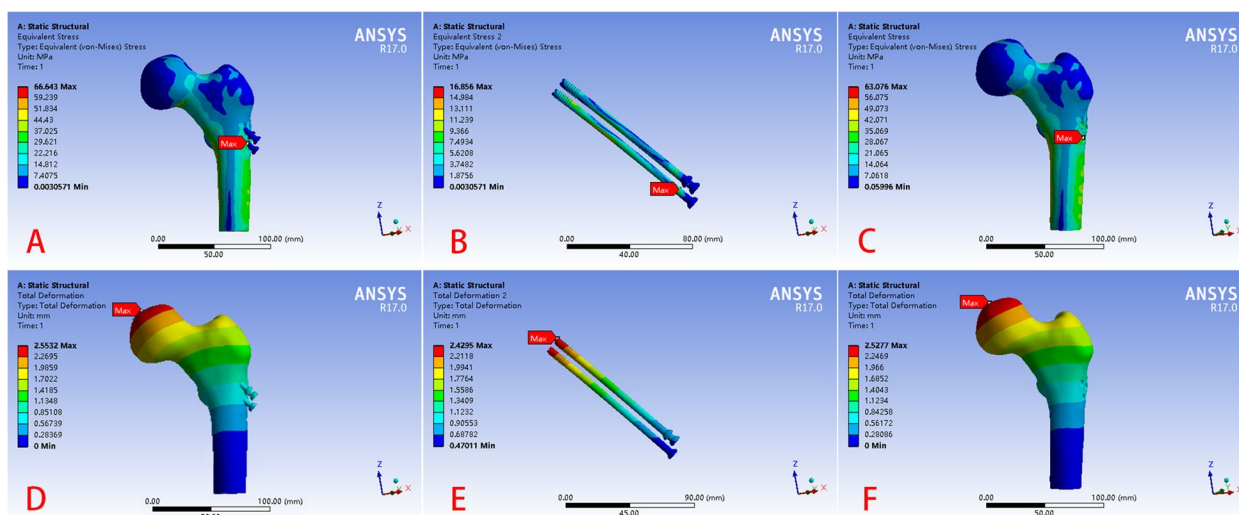 A: Static Structural
Equivalent Stress
Type: Equivalent (von-Mises) Stress
Unit: MPa
Time: 1
ANSYS
R17.0
66.643 Max
59.239
51.834
44.43
37.025
29.621
22.216
14.812
7.4075
0.0030571 Min
Max
Z
Y
X
0.00
100.00 (mm)
50.00
A
A: Static Structural
Equivalent Stress 2
Type: Equivalent (von-Mises) Stress
Unit: MPa
Time: 1
ANSYS
R17.0
16.856 Max
14.984
13.111
11.239
9.366
7.4934
5.6208
3.7482
1.8756
0.0030571 Min
Max
Z
Y
X
0.00
80.00 (mm)
40.00
B
A: Static Structural
Equivalent Stress
Type: Equivalent (von-Mises) Stress
Unit: MPa
Time: 1
ANSYS
R17.0
63.076 Max
56.075
49.073
42.071
35.069
28.067
21.065
14.064
7.0618
0.05996 Min
Max
Z
Y
X
0.00
100.00 (mm)
50.00
C
A: Static Structural
Total Deformation
Type: Total Deformation
Unit: mm
Time: 1
ANSYS
R17.0
2.5532 Max
2.2695
1.9859
1.7022
1.4185
1.1348
0.85108
0.56739
0.28369
0 Min
Max
Z
Y
X
0.00
100.00 (mm)
D
A: Static Structural
Total Deformation 2
Type: Total Deformation
Unit: mm
Time: 1
ANSYS
R17.0
2.4295 Max
2.2118
1.9941
1.7764
1.5586
1.3409
1.1232
0.90553
0.68782
0.47011 Min
Max
Z
Y
X
0.00
90.00 (mm)
45.00
E
A: Static Structural
Total Deformation
Type: Total Deformation
Unit: mm
Time: 1
ANSYS
R17.0
2.5277 Max
2.2469
1.966
1.6852
1.4043
1.1234
0.84258
0.56172
0.28086
0 Min
Max
Z
Y
X
0.00
100.00 (mm)
50.00
F